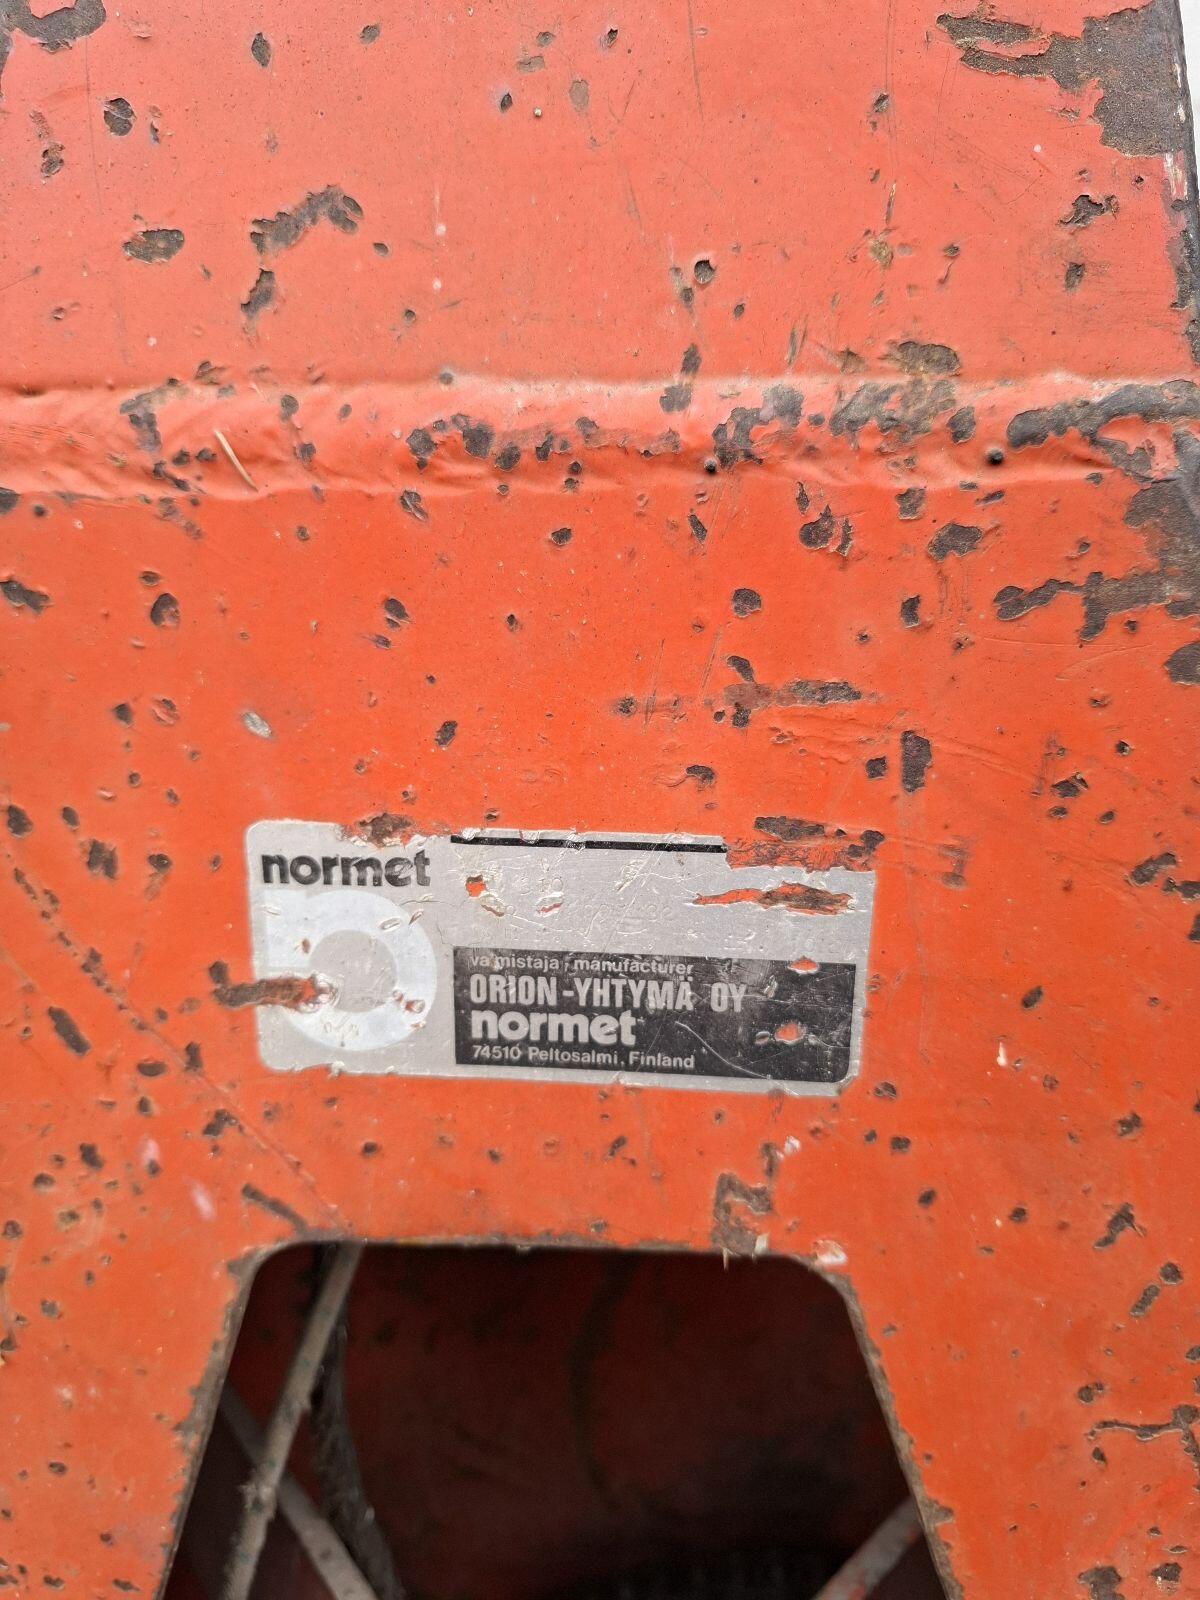 normet
valmistaja, manufacturer
ORION-YHTYMÄ OY
normet
74510 Peltosalmi, Finland